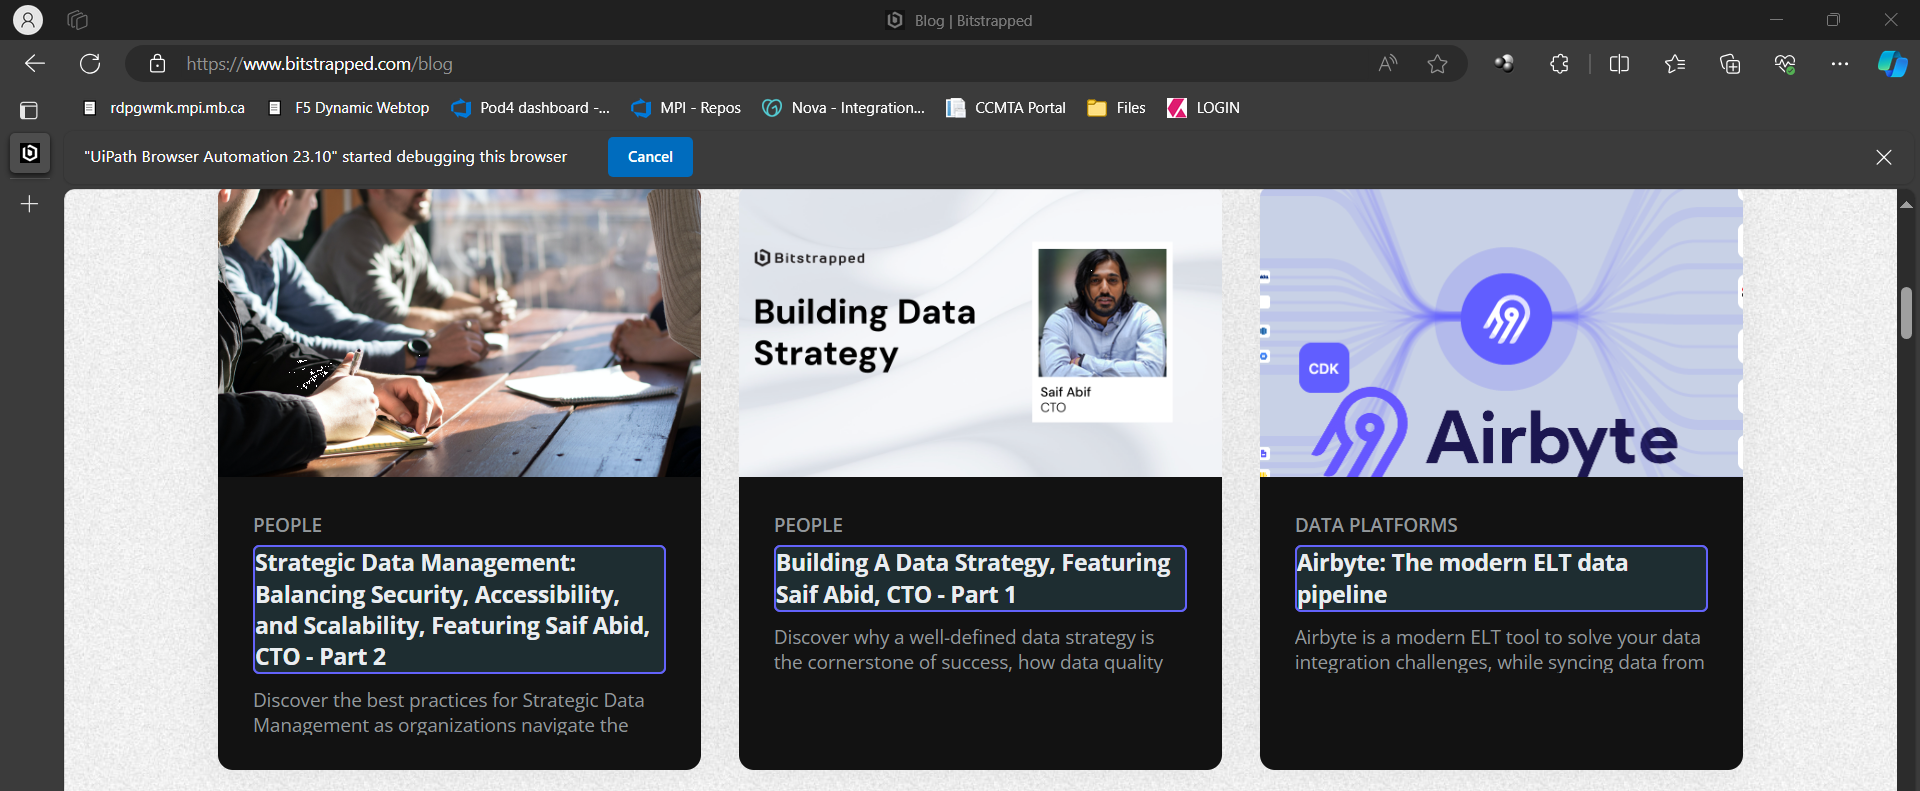 Blog | Bitstrapped
https://www.bitstrapped.com/blog
rdpgwmk.mpi.mb.ca
F5 Dynamic Webtop
Pod4 dashboard -...
MPI - Repos
Nova - Integration...
CCMTA Portal
Files
LOGIN
"UiPath Browser Automation 23.10" started debugging this browser
Cancel
Bitstrapped
Building Data
Strategy
Saif Abif
CTO
CDK
Airbyte
PEOPLE
Strategic Data Management:
Balancing Security, Accessibility,
and Scalability, Featuring Saif Abid,
CTO - Part 2
Discover the best practices for Strategic Data
Management as organizations navigate the
PEOPLE
Building A Data Strategy, Featuring
Saif Abid, CTO - Part 1
Discover why a well-defined data strategy is
the cornerstone of success, how data quality
DATA PLATFORMS
Airbyte: The modern ELT data
pipeline
Airbyte is a modern ELT tool to solve your data
integration challenges, while syncing data from